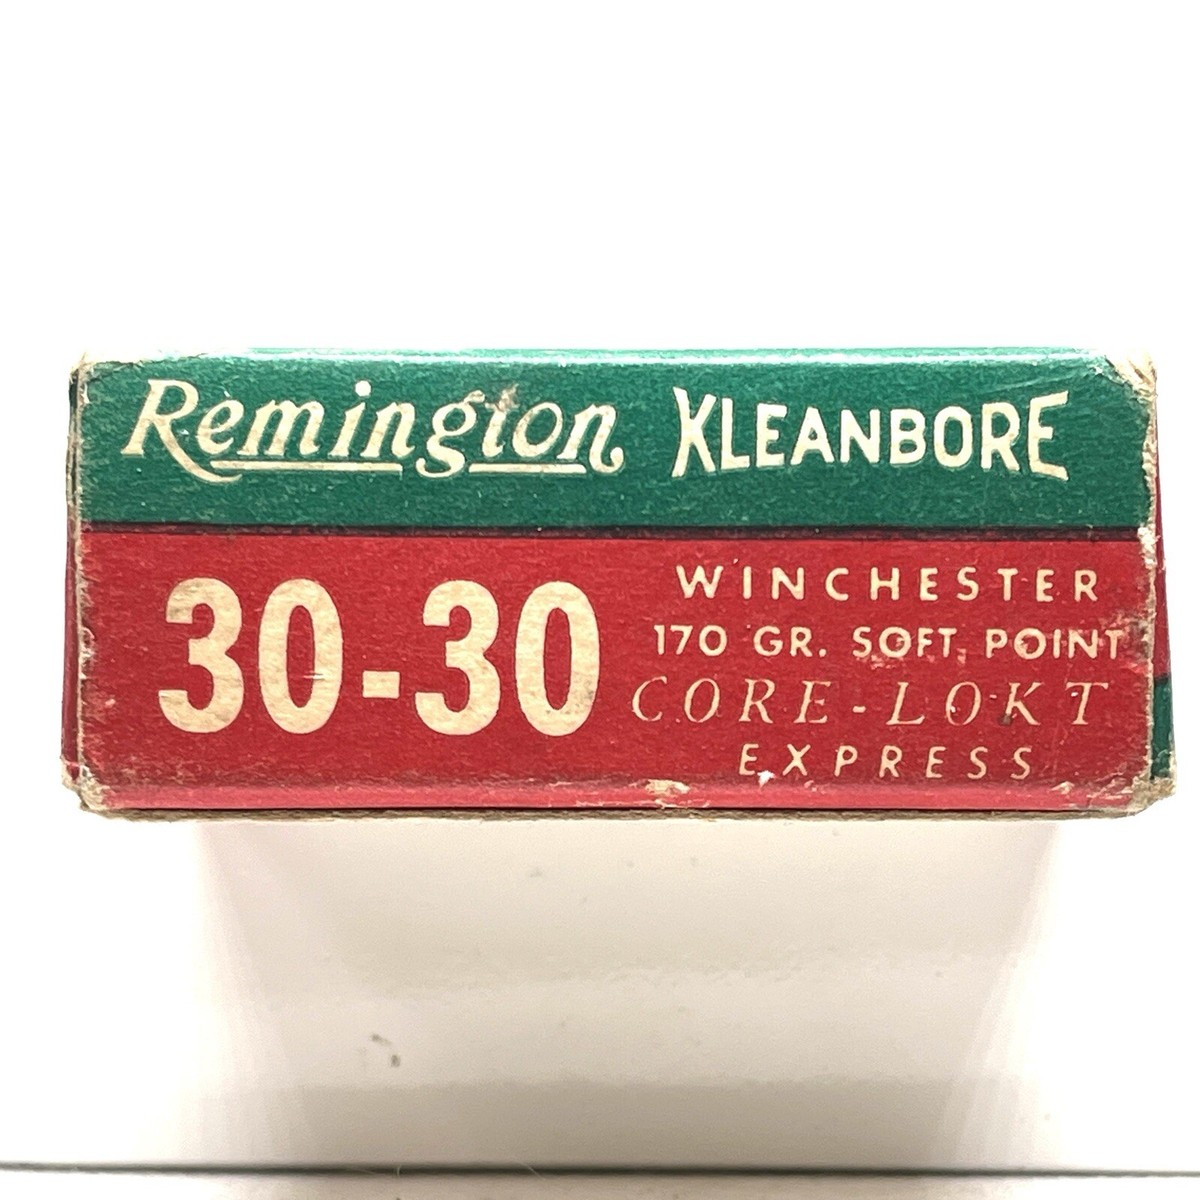 Remington KLEANBORE
30-30
WINCHESTER
170 GR. SOFT POINT
CORE-LOKT
EXPRESS